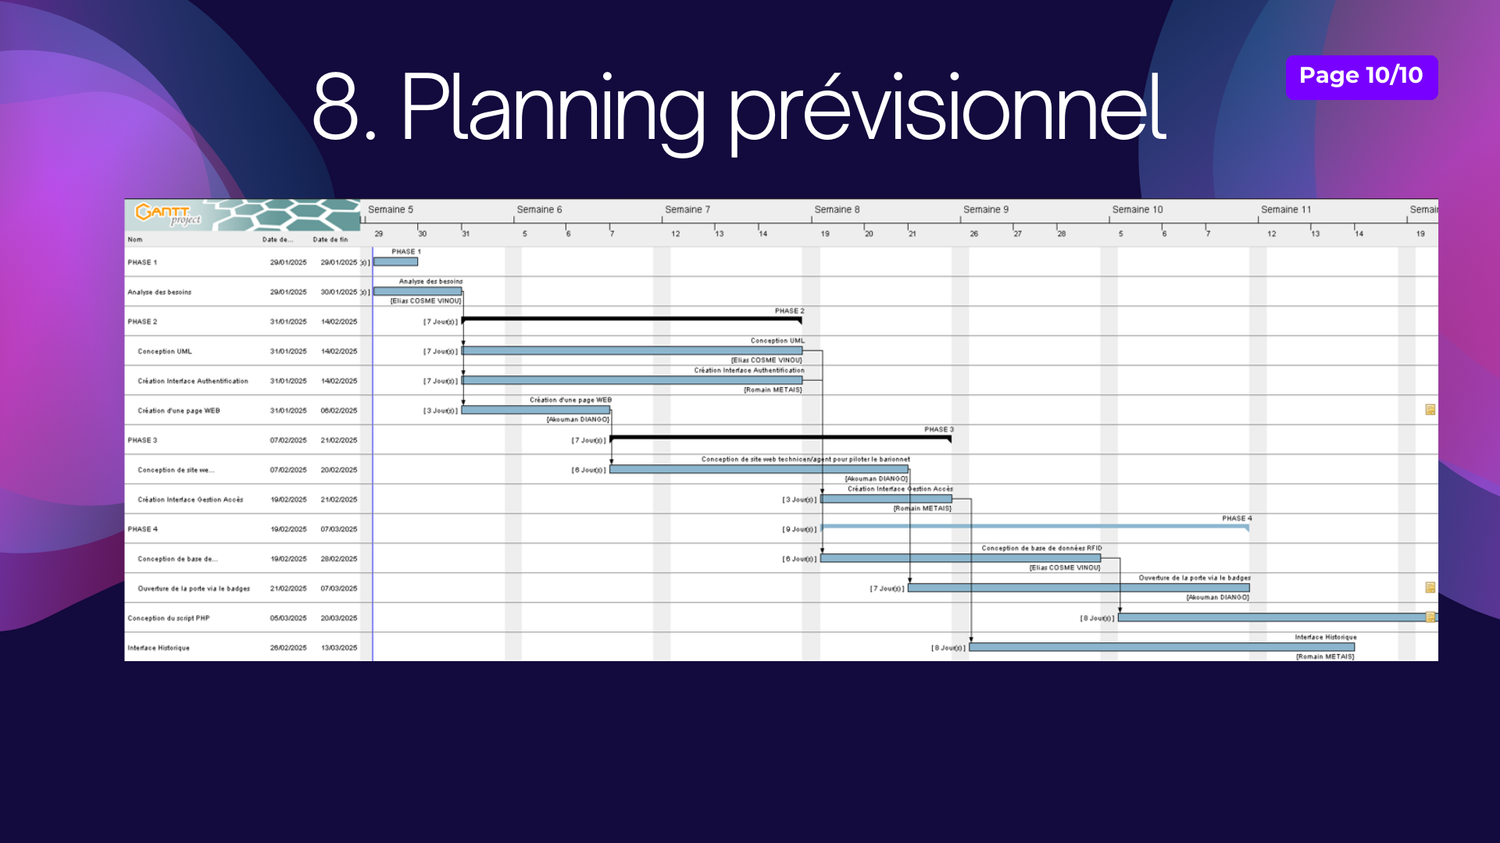 8. Planning prévisionnel
Page 10/10
GANTT project
Semaine 5 Semaine 6 Semaine 7 Semaine 8 Semaine 9 Semaine 10 Semaine 11
29 30 31 5 6 7 12 13 14 19 20 21 26 27 28 5 6 7 12 13 14 19
Nom Date de... Date de fin
PHASE 1
PHASE 1 29/01/2025 29/01/2025
Analyse des besoins
Analyse des besoins 29/01/2025 30/01/2025
[Elias COSME VINOU]
PHASE 2
PHASE 2 31/01/2025 14/02/2025 [7 Jour(s)]
Conception UML
Conception UML 31/01/2025 14/02/2025 [7 Jour(s)]
[Elias COSME VINOU]
Création Interface Authentification
Création Interface Authentification 31/01/2025 14/02/2025 [7 Jour(s)]
[Romain METAIS]
Création d'une page WEB
Création d'une page WEB 31/01/2025 06/02/2025 [3 Jour(s)]
[Akouman DIANGO]
PHASE 3
PHASE 3 07/02/2025 21/02/2025 [7 Jour(s)]
Conception de site web technicen/agent pour piloter le barionnet
Conception de site we... 07/02/2025 20/02/2025 [6 Jour(s)]
[Akouman DIANGO]
Création Interface Gestion Accès
Création Interface Gestion Accès 19/02/2025 21/02/2025 [3 Jour(s)]
[Romain METAIS]
PHASE 4
PHASE 4 19/02/2025 07/03/2025 [9 Jour(s)]
Conception de base de données RFID
Conception de base de... 19/02/2025 28/02/2025 [6 Jour(s)]
[Elias COSME VINOU]
Ouverture de la porte via le badges
Ouverture de la porte via le badges 21/02/2025 07/03/2025 [7 Jour(s)]
[Akouman DIANGO]
Conception du script PHP 05/03/2025 20/03/2025 [8 Jour(s)]
Interface Historique
Interface Historique 26/02/2025 13/03/2025 [8 Jour(s)]
[Romain METAIS]